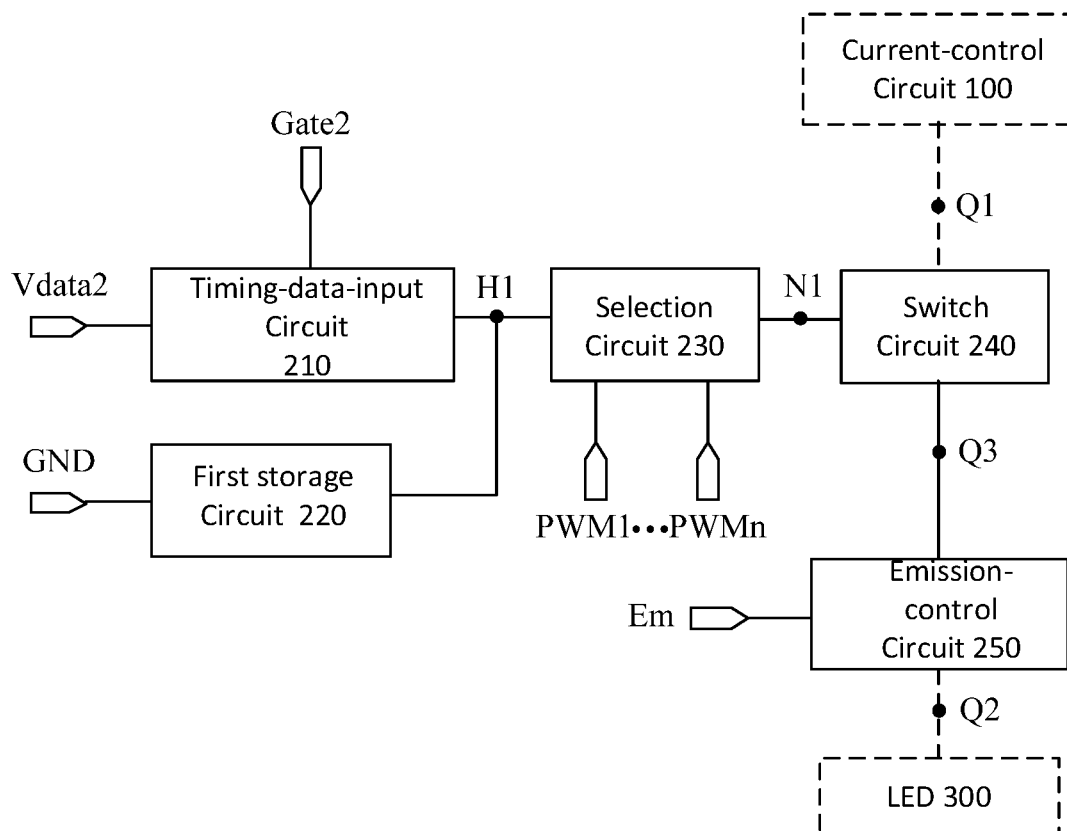 Current-control
Circuit 100
Gate2
Q1
Vdata2
Timing-data-input
Circuit
210
H1
Selection
Circuit 230
N1
Switch
Circuit 240
GND
First storage
Circuit 220
Q3
PWM1•••PWMn
Em
Emission-
control
Circuit 250
Q2
LED 300